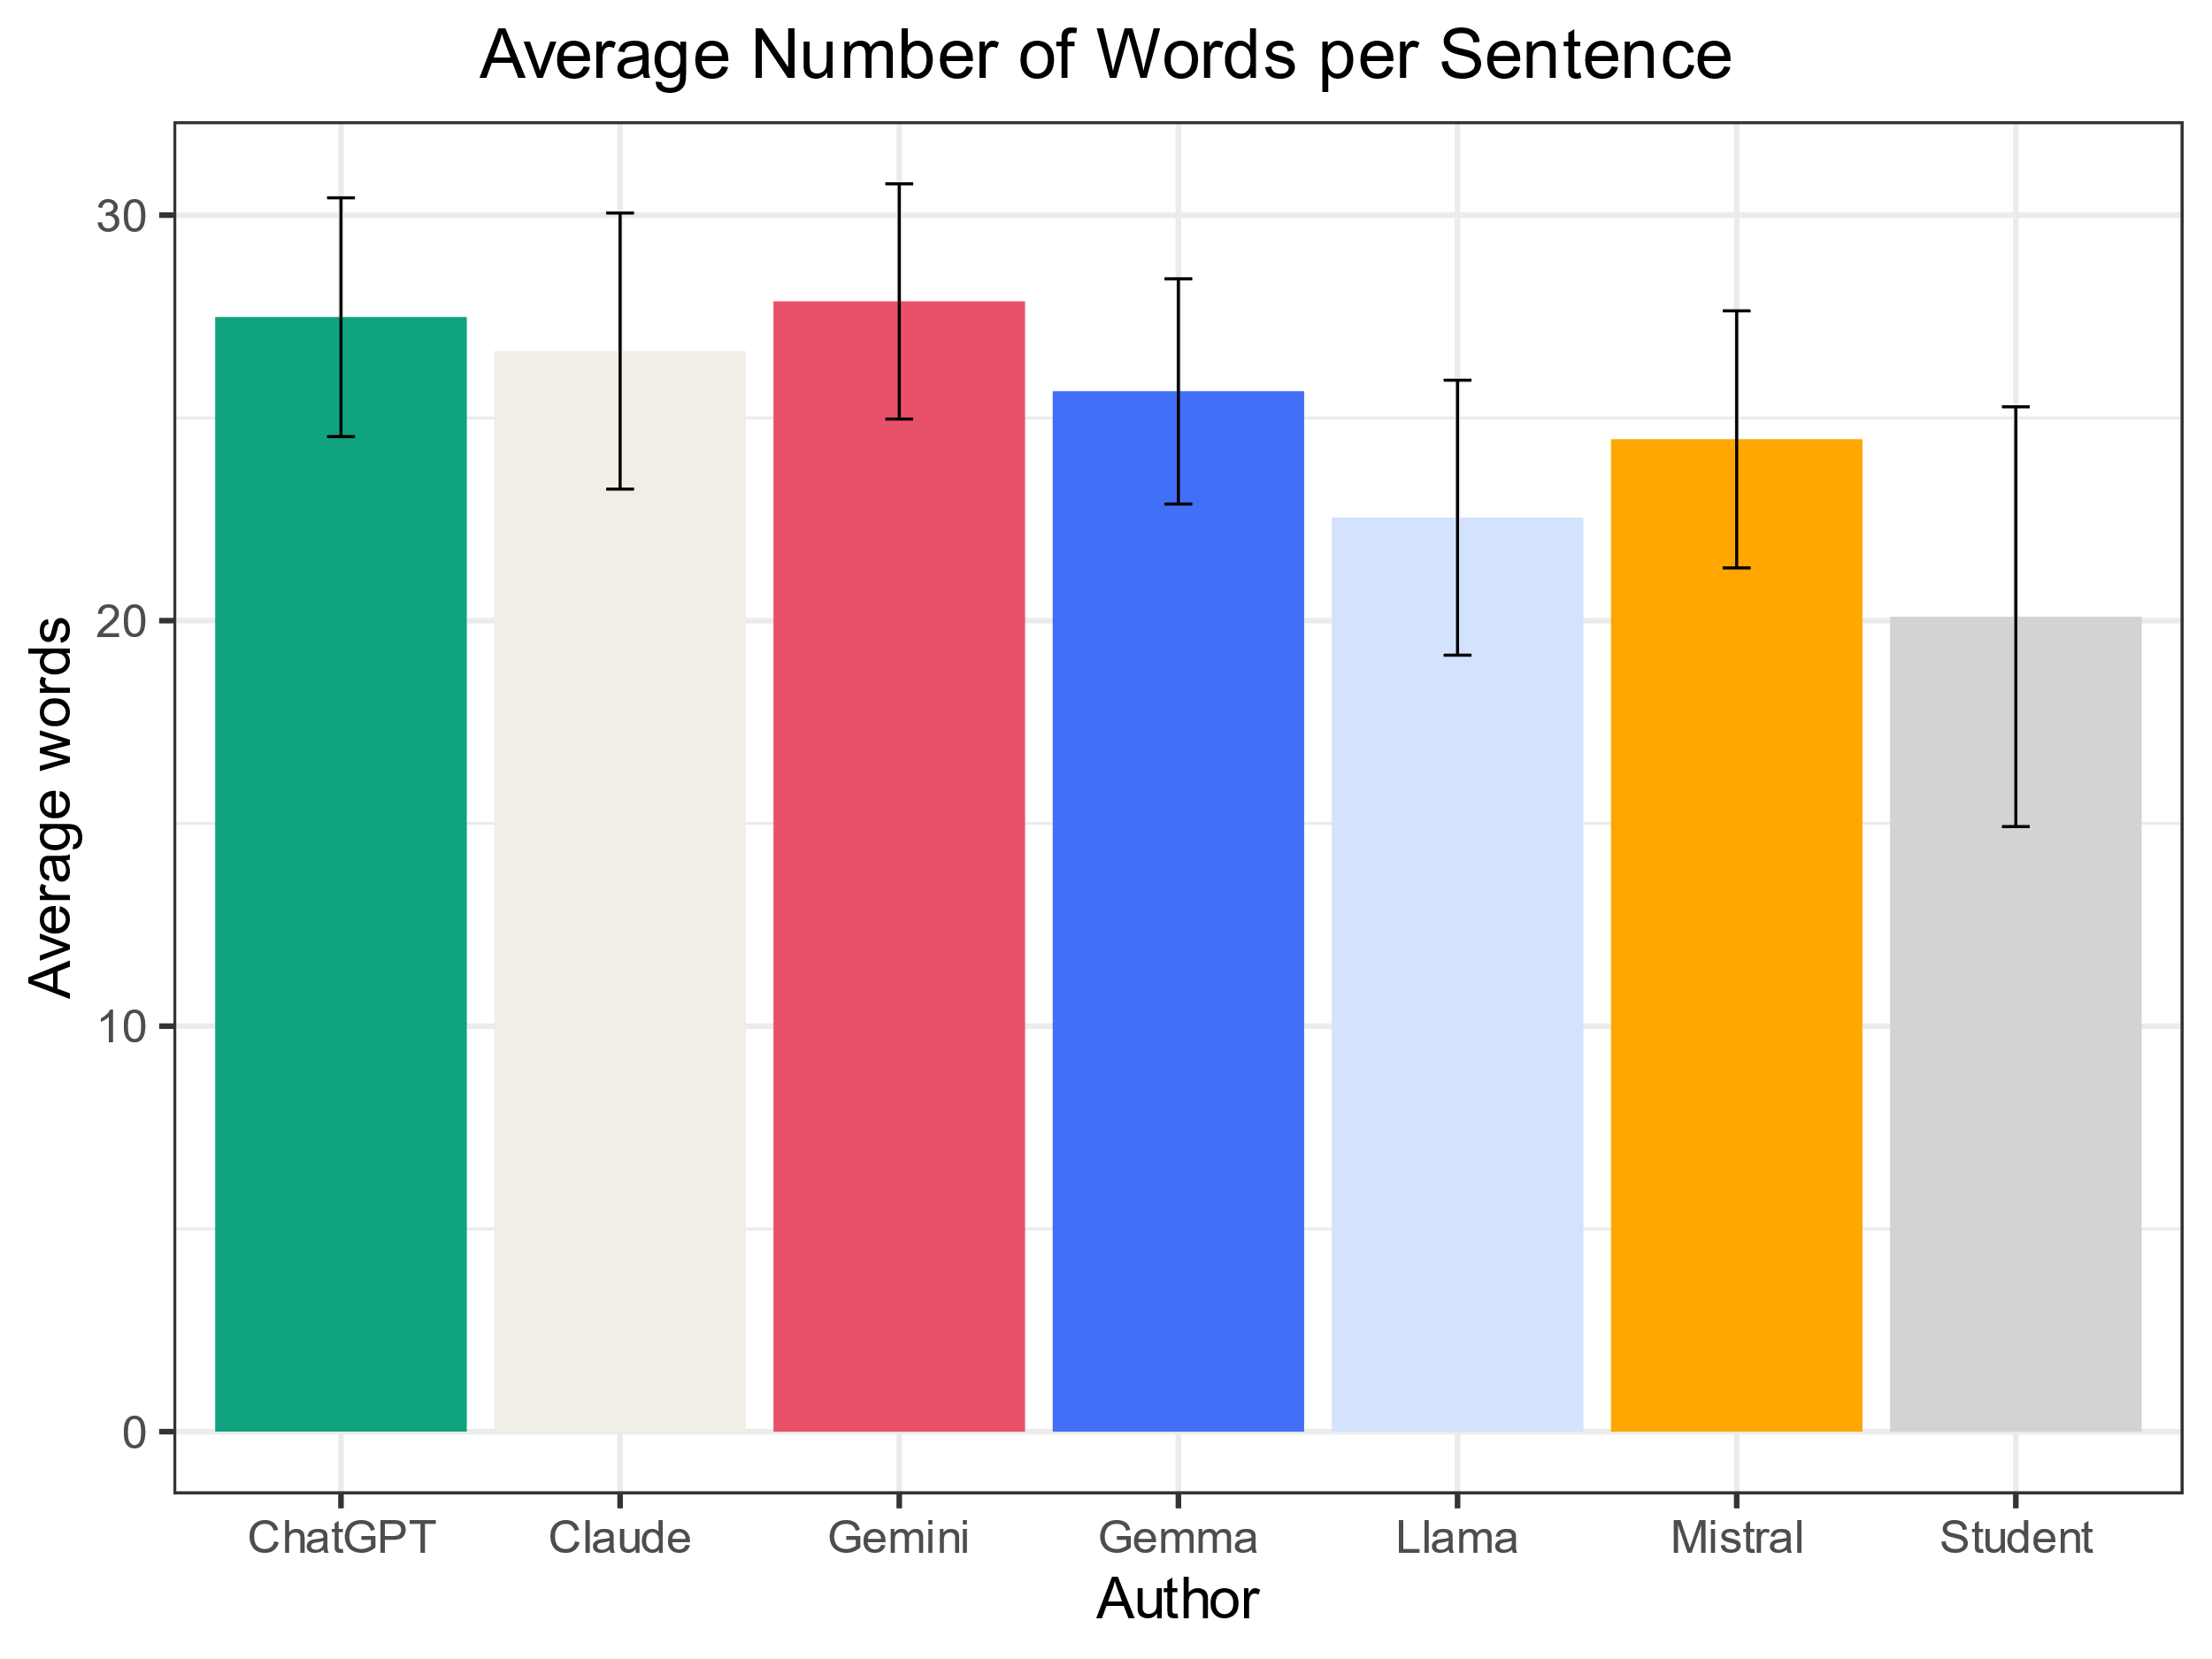 Average Number of Words per Sentence
30
20
10
0
Average words
ChatGPT Claude Gemini Gemma Llama Mistral Student
Author